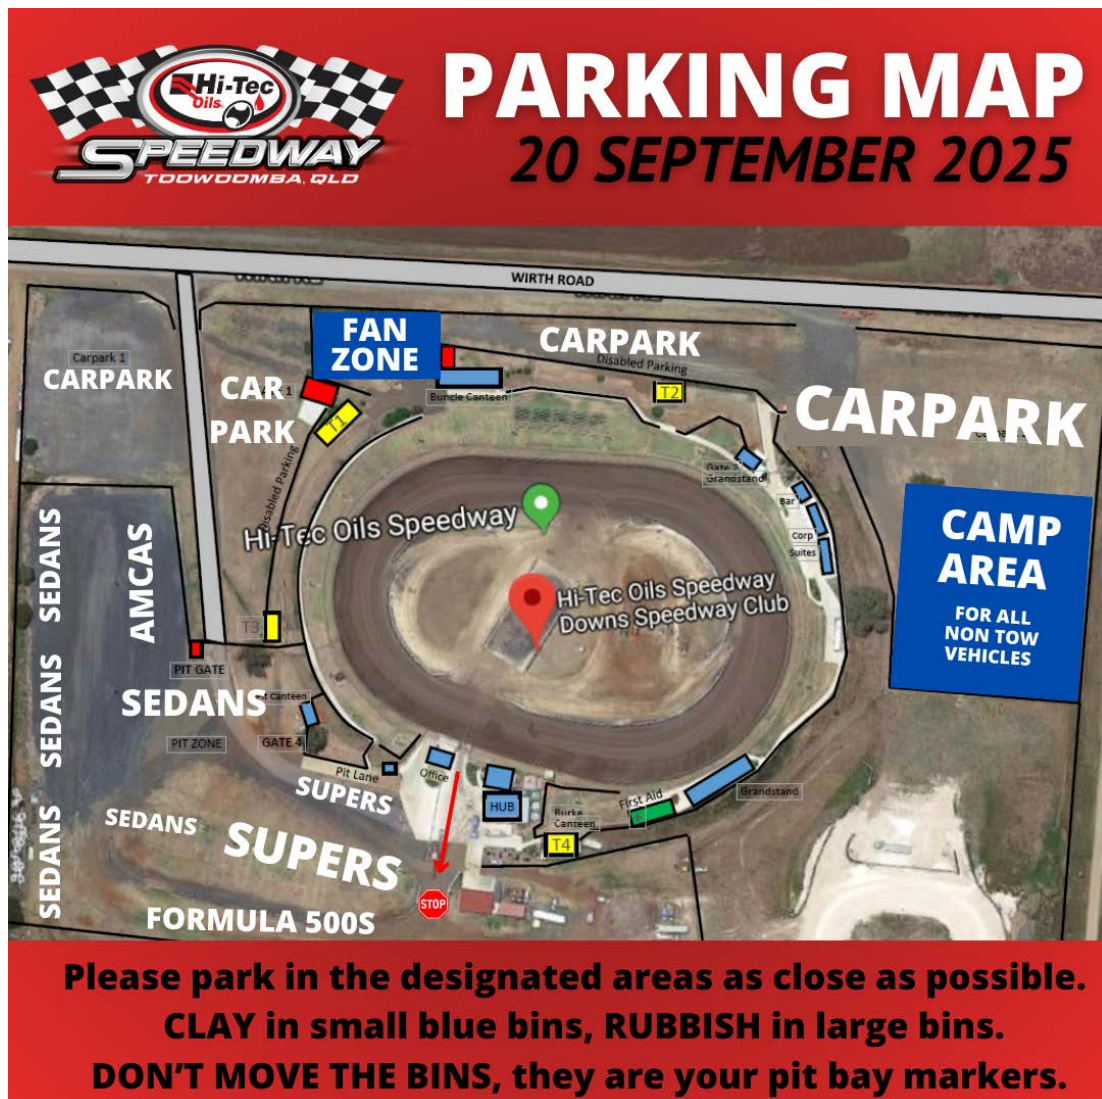 Hi-Tec
Oils
SPEEDWAY
TOOWOOMBA, QLD
PARKING MAP
20 SEPTEMBER 2025
WIRTH ROAD
FAN
ZONE
CARPARK
Disabled Parking
Carpark 1
CARPARK
CAR
PARK
T1
Buncle Canteen
T2
CARPARK
Disabled Parking
Gate 2
Grandstand
Bar
Corp
Suites
Hi-Tec Oils Speedway
Hi-Tec Oils Speedway
Downs Speedway Club
CAMP
AREA
FOR ALL
NON TOW
VEHICLES
SEDANS
AMCAS
T3
PIT GATE
SEDANS
SEDANS
Pit Canteen
PIT ZONE
GATE 4
Pit Lane
Office
SUPERS
HUB
Burke
Canteen
First Aid
Grandstand
T4
SEDANS
SEDANS
SUPERS
STOP
FORMULA 500S
Please park in the designated areas as close as possible.
CLAY in small blue bins, RUBBISH in large bins.
DON'T MOVE THE BINS, they are your pit bay markers.